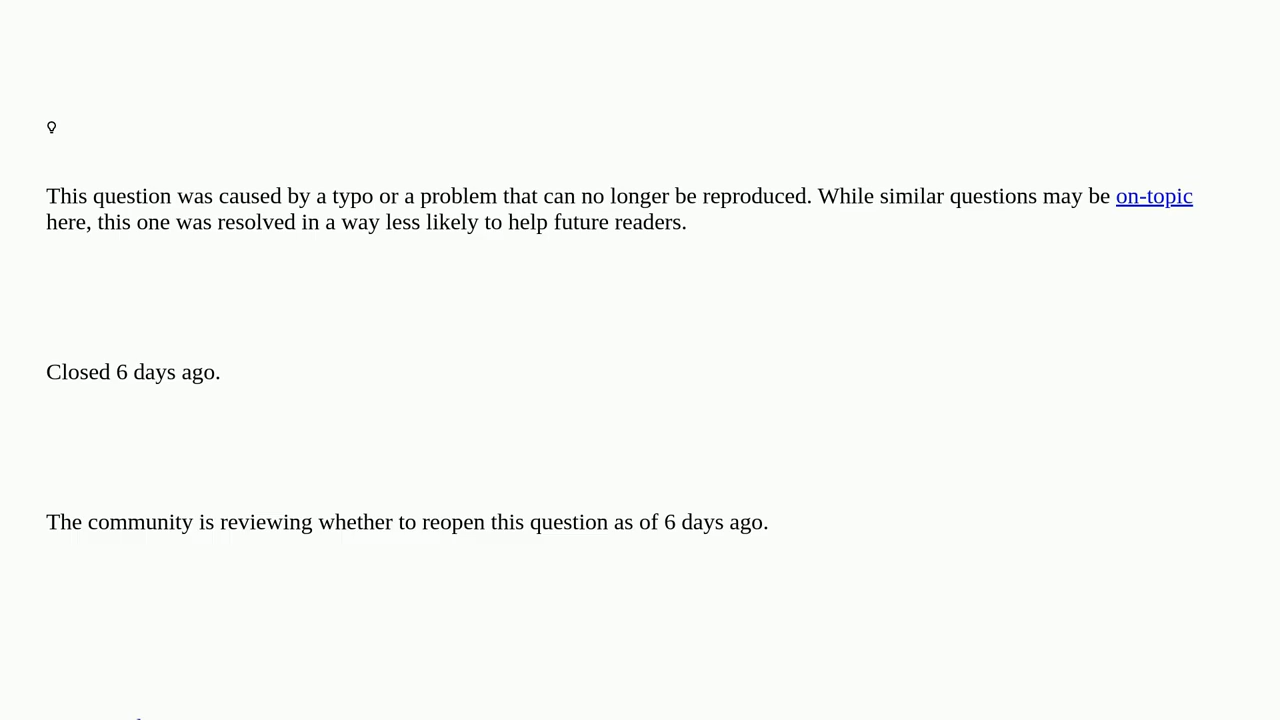 This question was caused by a typo or a problem that can no longer be reproduced. While similar questions may be on-topic
here, this one was resolved in a way less likely to help future readers.
Closed 6 days ago.
The community is reviewing whether to reopen this question as of 6 days ago.